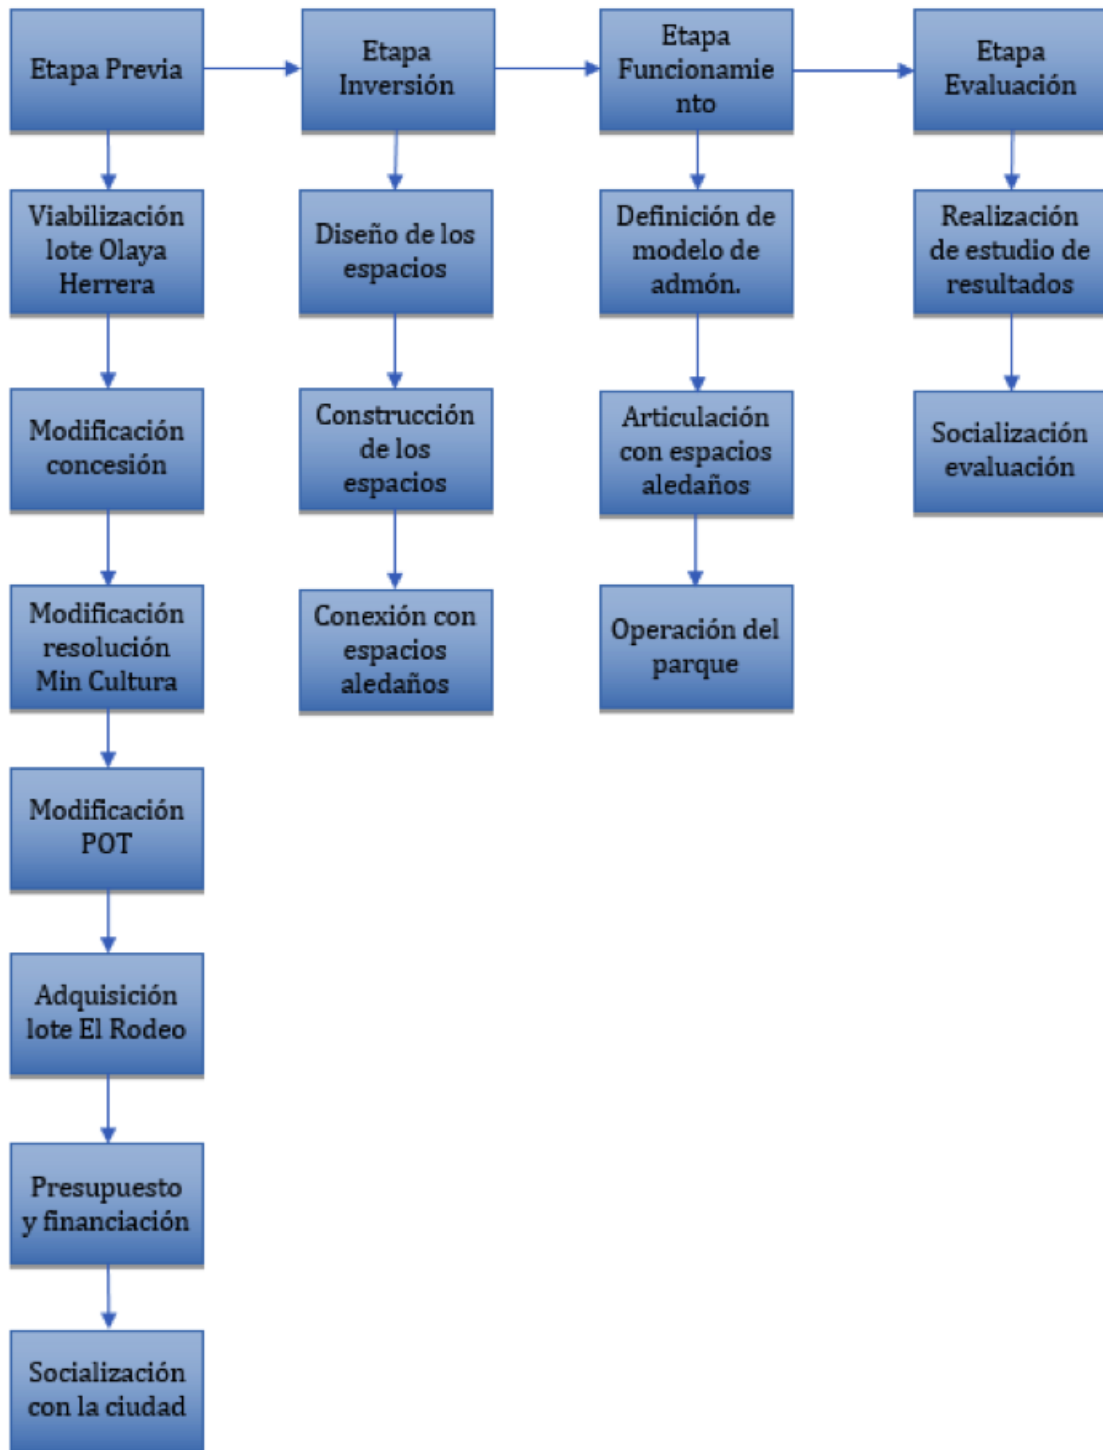 Etapa Previa
Etapa
Inversión
Etapa
Funcionamie
nto
Etapa
Evaluación
Viabilización
lote Olaya
Herrera
Modificación
concesión
Modificación
resolución
Min Cultura
Modificación
POT
Adquisición
lote El Rodeo
Presupuesto
y financiación
Socialización
con la ciudad
Diseño de los
espacios
Construcción
de los
espacios
Conexión con
espacios
aledaños
Definición de
modelo de
admón.
Articulación
con espacios
aledaños
Operación del
parque
Realización
de estudio de
resultados
Socialización
evaluación